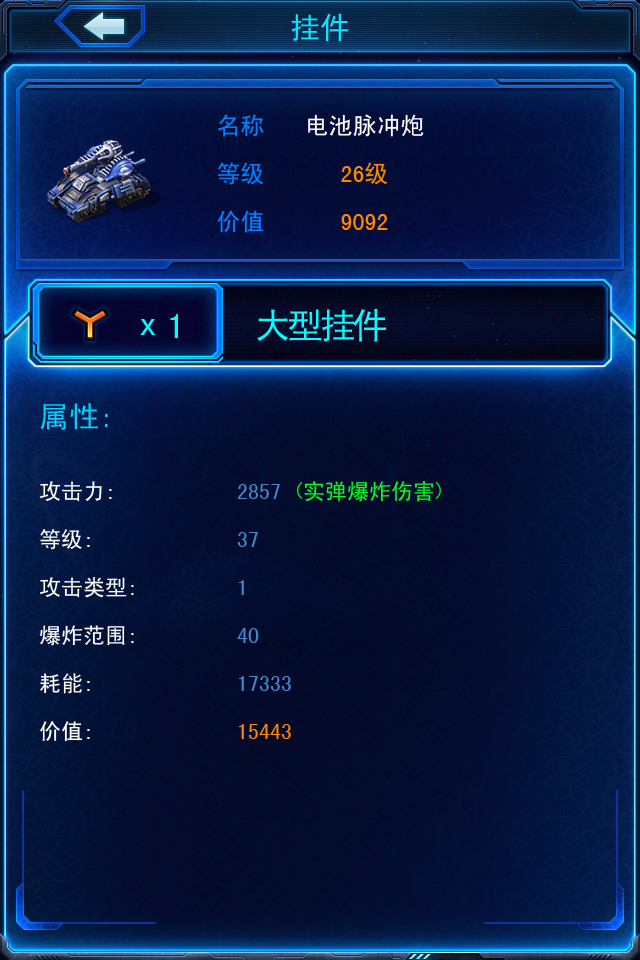 挂件
名称 电池脉冲炮
等级 26级
价值 9092
x 1 大型挂件
属性:
攻击力: 2857 (实弹爆炸伤害)
等级: 37
攻击类型: 1
爆炸范围: 40
耗能: 17333
价值: 15443